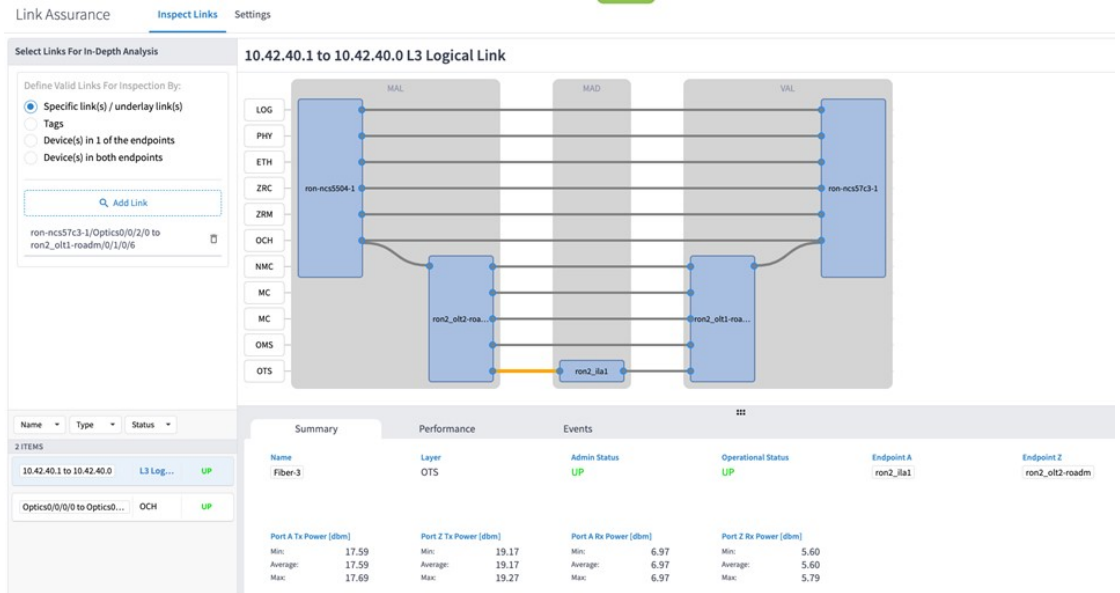 Link Assurance
Inspect Links
Settings
Select Links For In-Depth Analysis
Define Valid Links For Inspection By:
Specific link(s) / underlay link(s)
Tags
Device(s) in 1 of the endpoints
Device(s) in both endpoints
Add Link
ron-ncs57c3-1/Optics0/0/2/0 to
ron2_olt1-roadm/0/1/0/6
Name
Type
Status
2 ITEMS
10.42.40.1 to 10.42.40.0 L3 Log... UP
Optics0/0/0/0 to Optics0... OCH UP
10.42.40.1 to 10.42.40.0 L3 Logical Link
MAL
MAD
VAL
LOG
PHY
ETH
ZRC
ron-ncs5504-1
ron-ncs57c3-1
ZRM
OCH
NMC
MC
MC
ron2_olt2-roa...
ron2_olt1-roa...
OMS
OTS
ron2_ila1
Summary
Performance
Events
Name Layer Admin Status Operational Status Endpoint A Endpoint Z
Fiber-3 OTS UP UP ron2_ila1 ron2_olt2-roadm
Port A Tx Power [dbm] Port Z Tx Power [dbm] Port A Rx Power [dbm] Port Z Rx Power [dbm]
Min: 17.59 Min: 19.17 Min: 6.97 Min: 5.60
Average: 17.59 Average: 19.17 Average: 6.97 Average: 5.60
Max: 17.69 Max: 19.27 Max: 6.97 Max: 5.79